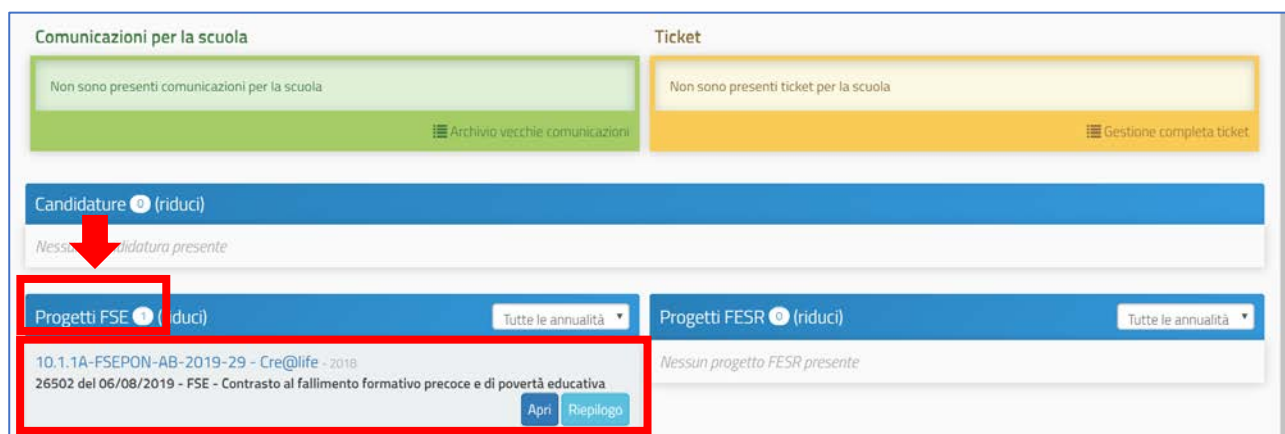 Comunicazioni per la scuola
Non sono presenti comunicazioni per la scuola
Archivio vecchie comunicazioni
Ticket
Non sono presenti ticket per la scuola
Gestione completa ticket
Candidature 0 (riduci)
presente
Progetti FSE 1 (riduci)
Tutte le annualità
10.1.1A-FSEPON-AB-2019-29 - Cre@life - 2018
26502 del 06/08/2019 - FSE - Contrasto al fallimento formativo precoce e di povertà educativa
Apri Riepilogo
Progetti FESR 0 (riduci)
Tutte le annualità
Nessun progetto FESR presente